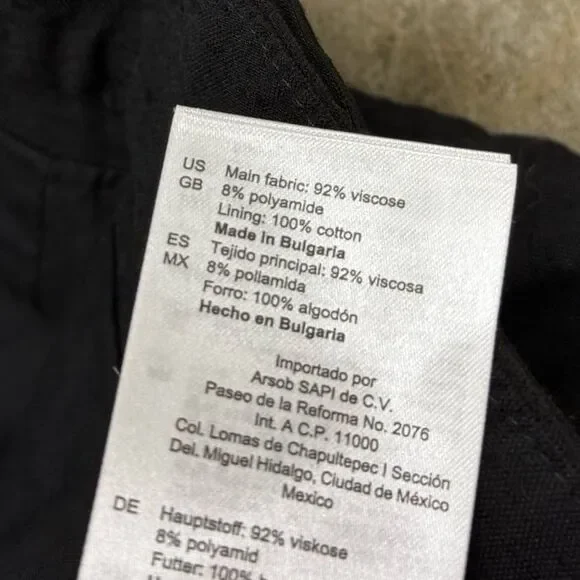 US Main fabric: 92% viscose
GB 8% polyamide
Lining: 100% cotton
Made in Bulgaria
ES Tejido principal: 92% viscosa
MX 8% poliamida
Forro: 100% algodón
Hecho en Bulgaria
Importado por
Arsob SAPI de C.V.
Paseo de la Reforma No. 2076
Int. A C.P. 11000
Col. Lomas de Chapultepec I Sección
Del. Miguel Hidalgo, Ciudad de México
Mexico
DE Hauptstoff: 92% viskose
8% polyamid
Futter: 100%